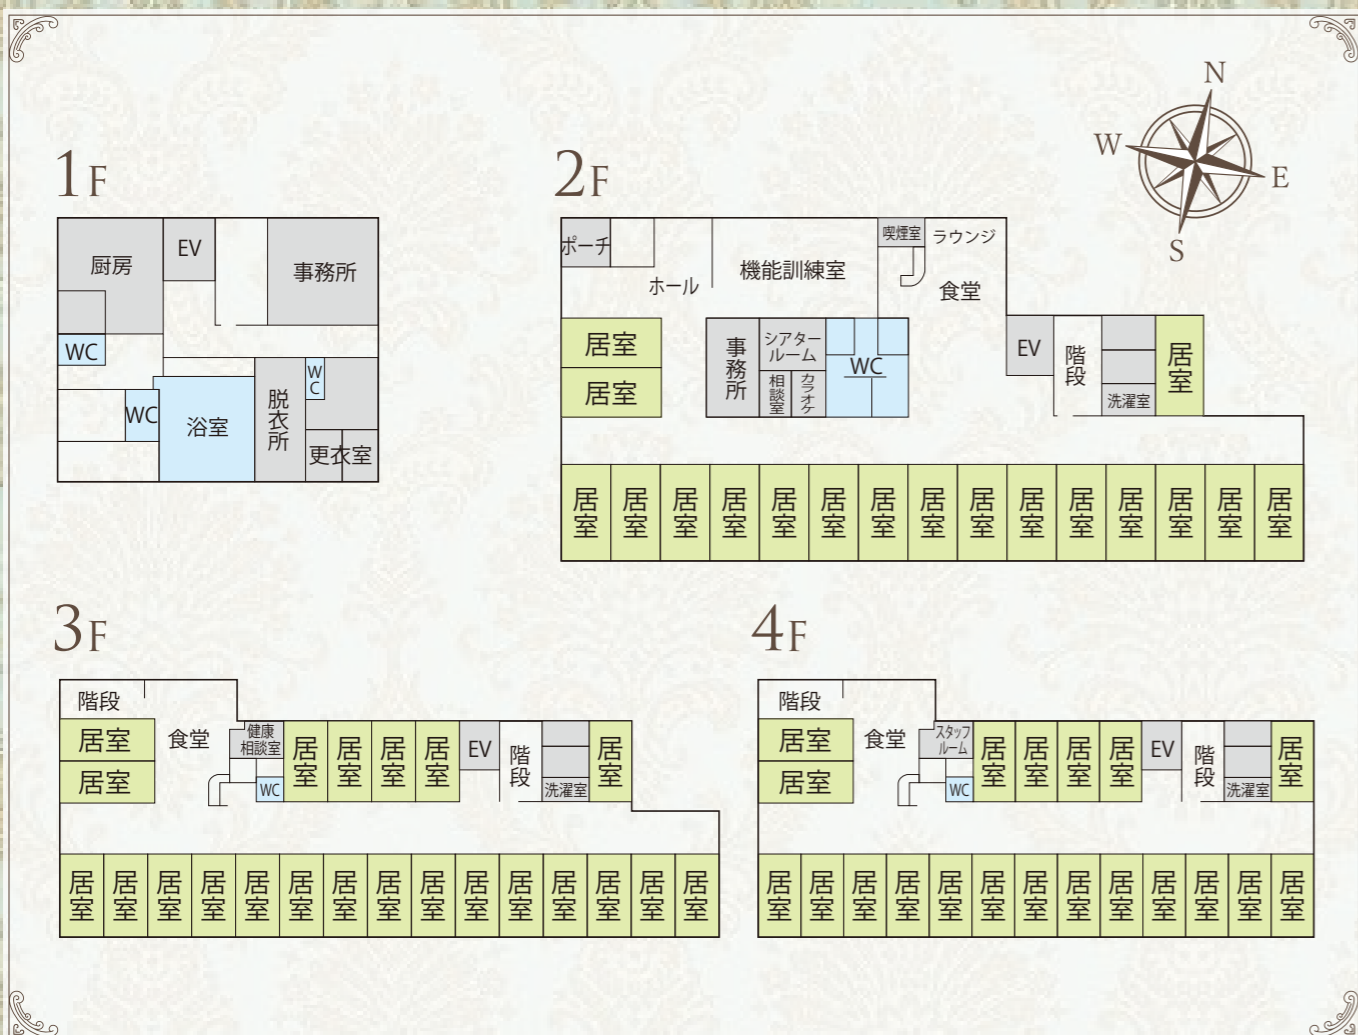 N
W
E
S
1F
厨房
EV
事務所
WC
WC
浴室
脱衣所
WC
更衣室
2F
ポーチ
ホール
機能訓練室
喫煙室
ラウンジ
食堂
居室
居室
事務所
シアタールーム
相談室
カラオケ
WC
EV
階段
洗濯室
居室
居室 居室 居室 居室 居室 居室 居室 居室 居室 居室 居室 居室 居室 居室 居室
3F
階段
居室
居室
食堂
健康
相談室
WC
居室 居室 居室 居室
EV
階段
洗濯室
居室
居室 居室 居室 居室 居室 居室 居室 居室 居室 居室 居室 居室 居室 居室 居室
4F
階段
居室
居室
食堂
スタッフ
ルーム
WC
居室 居室 居室 居室
EV
階段
洗濯室
居室
居室 居室 居室 居室 居室 居室 居室 居室 居室 居室 居室 居室 居室